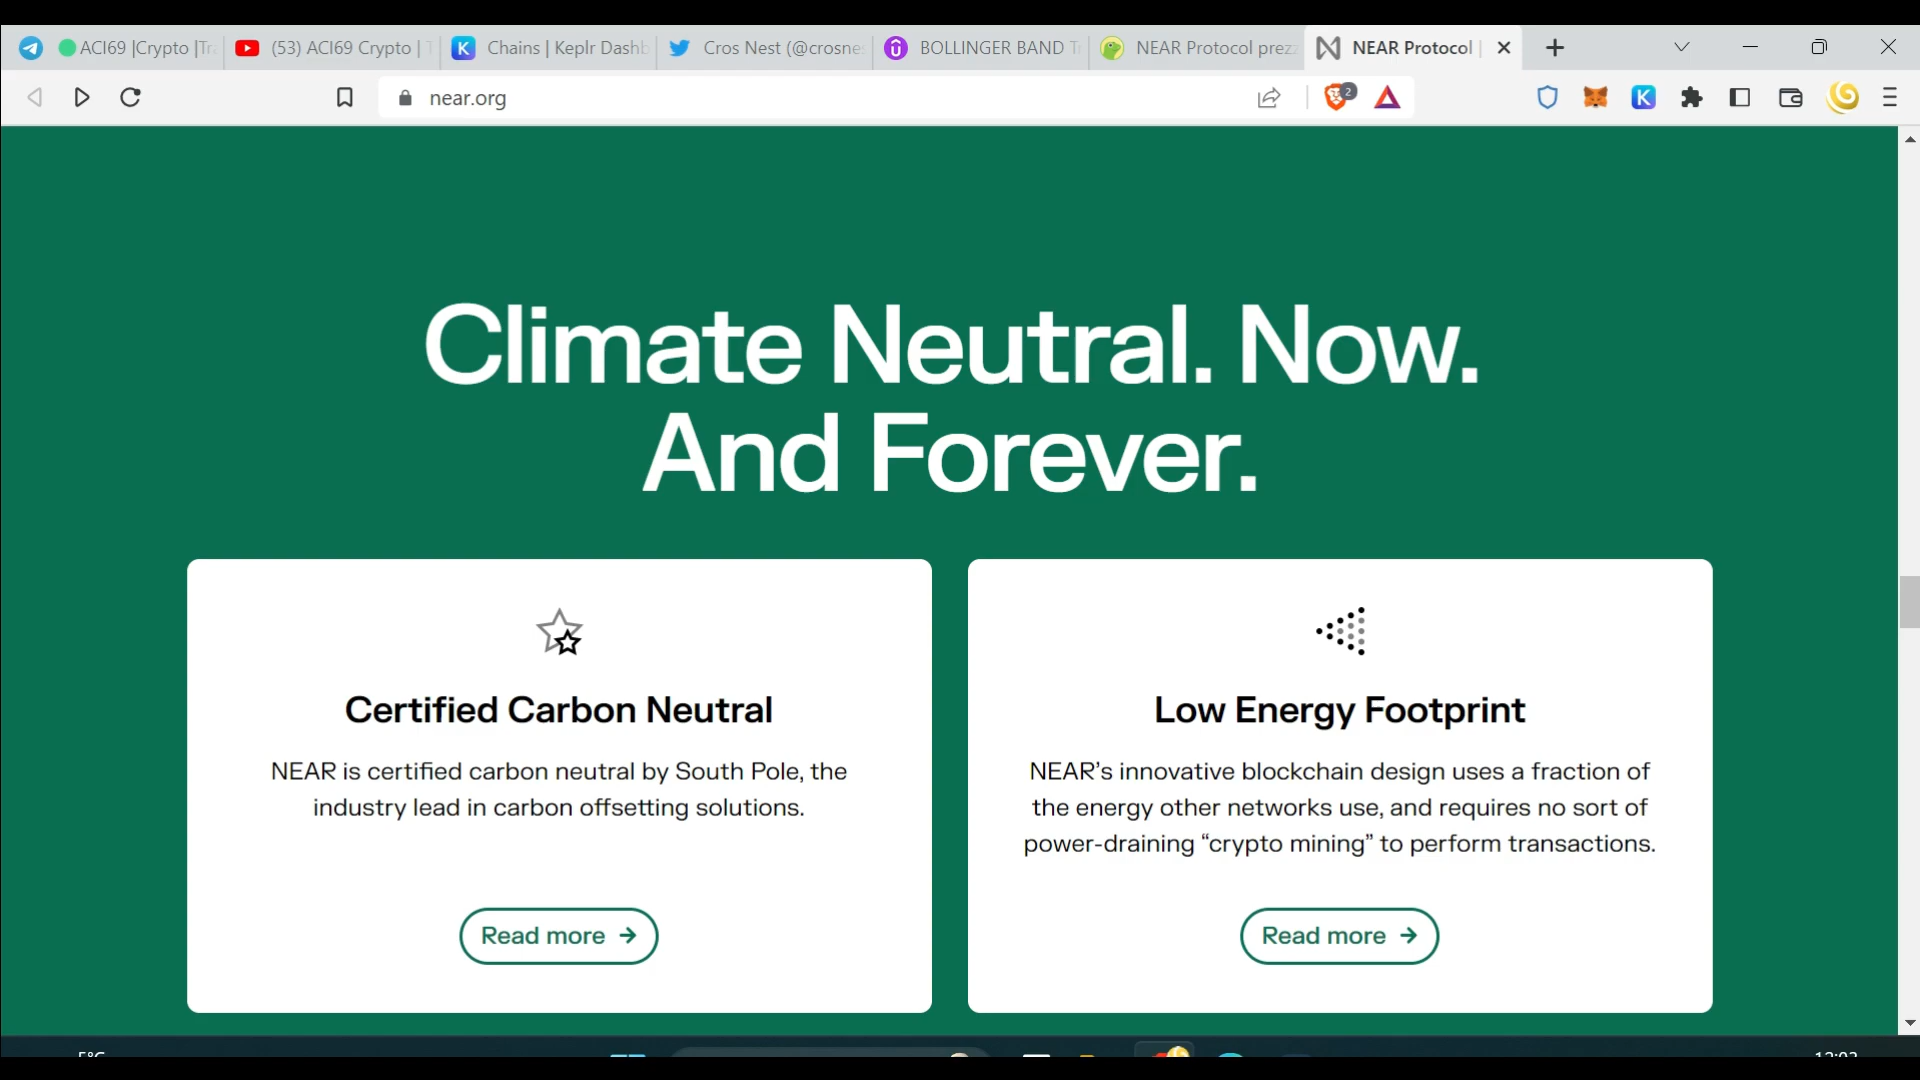 ACI69 |Crypto |Tr
(53) ACI69 Crypto |
Chains | Keplr Dashb
Cros Nest (@crosne
BOLLINGER BAND T
NEAR Protocol prezz
NEAR Protocol |
near.org
2
Climate Neutral. Now.
And Forever.
Certified Carbon Neutral
NEAR is certified carbon neutral by South Pole, the
industry lead in carbon offsetting solutions.
Read more
Low Energy Footprint
NEAR’s innovative blockchain design uses a fraction of
the energy other networks use, and requires no sort of
power-draining “crypto mining” to perform transactions.
Read more